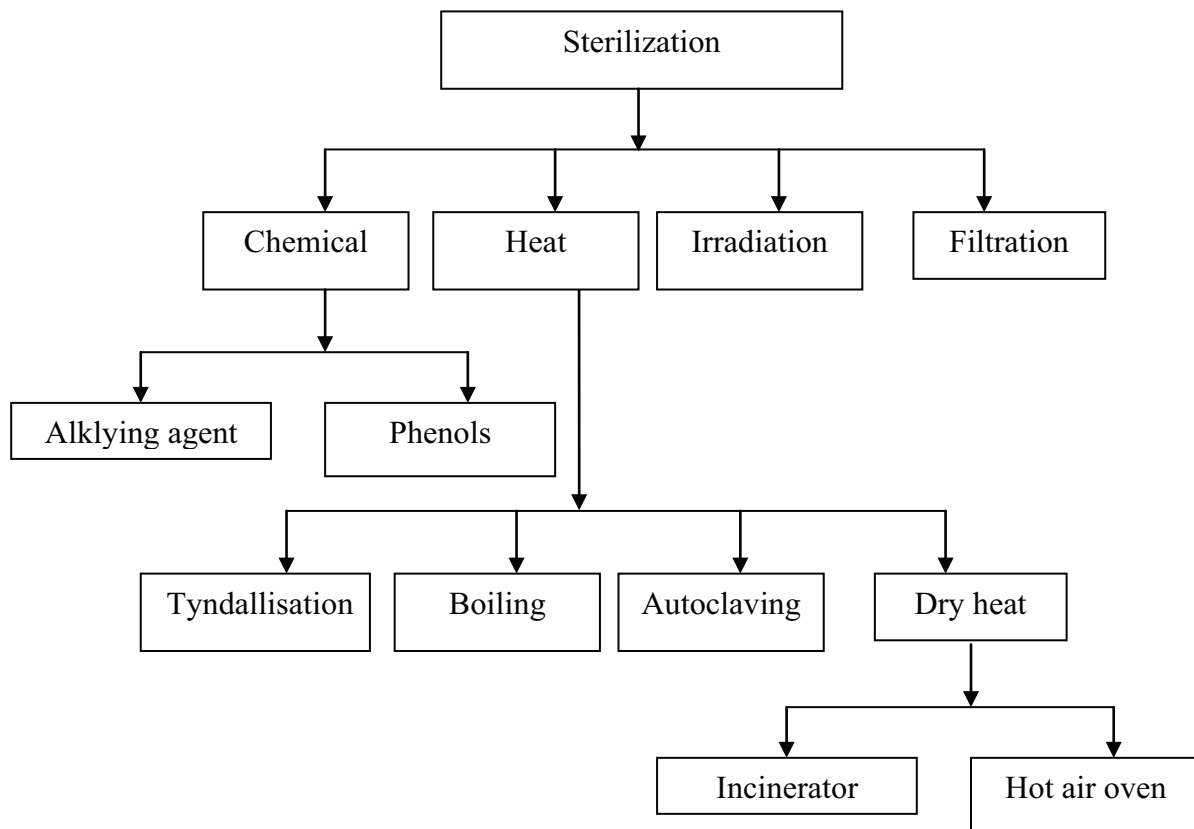 Sterilization
Chemical
Heat
Irradiation
Filtration
Alklying agent
Phenols
Tyndallisation
Boiling
Autoclaving
Dry heat
Incinerator
Hot air oven